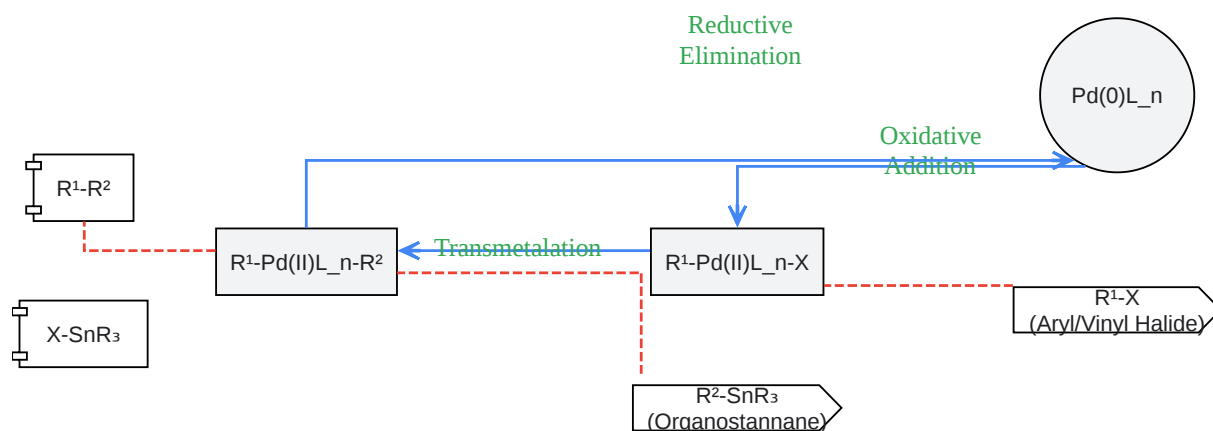 Reductive
Elimination
Pd(0)L_n
Oxidative
Addition
R¹-R²
Transmetalation
R¹-Pd(II)L_n-R²
R¹-Pd(II)L_n-X
R¹-X
(Aryl/Vinyl Halide)
X-SnR₃
R²-SnR₃
(Organostannane)